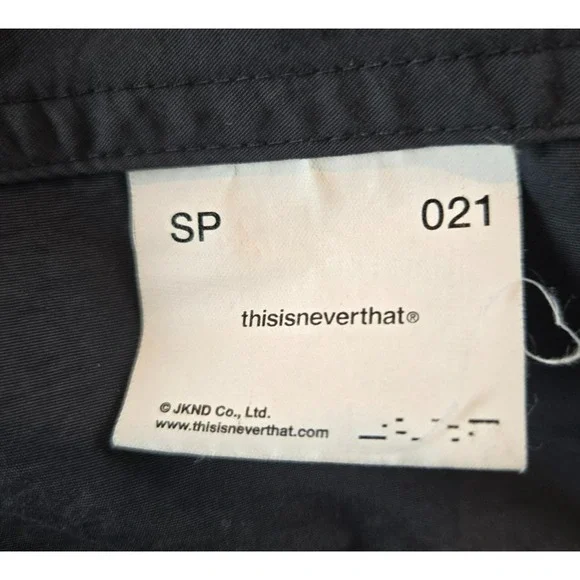 SP 021
thisisneverthat®
© JKND Co., Ltd.
www.thisisneverthat.com